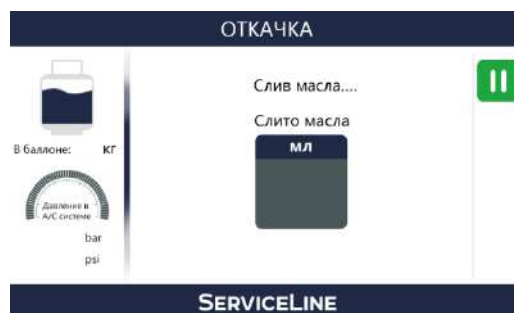 ОТКАЧКА
Слив масла....
Слито масла
мл
В баллоне: кг
Давление в
А/С системе
bar
psi
SERVICELINE